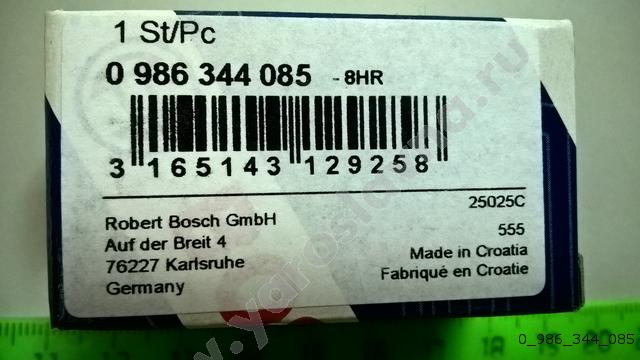 1 St/Pc
0 986 344 085 - 8HR
3 165143 129258
25025C
Robert Bosch GmbH
555
Auf der Breit 4
Made in Croatia
76227 Karlsruhe
Fabriqué en Croatie
Germany
0_986_344_085